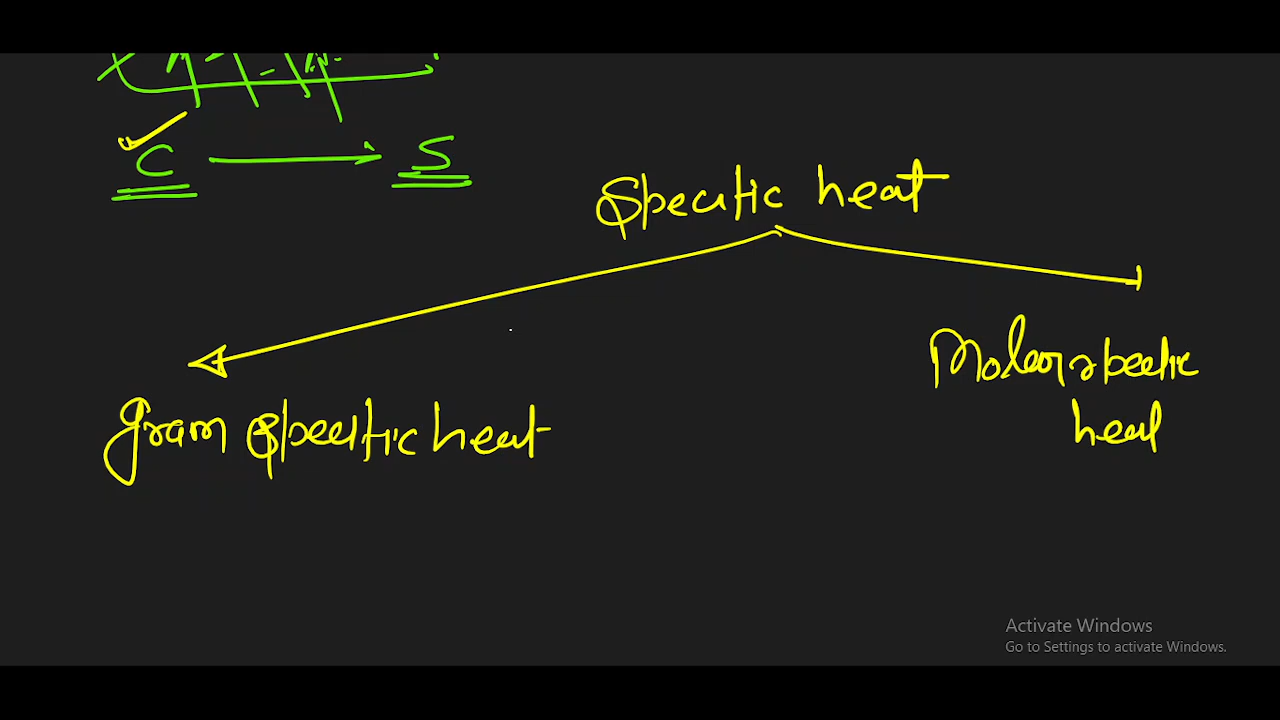 C → S
Specific heat
Molar specific
heat
gram specific heat
Activate Windows
Go to Settings to activate Windows.